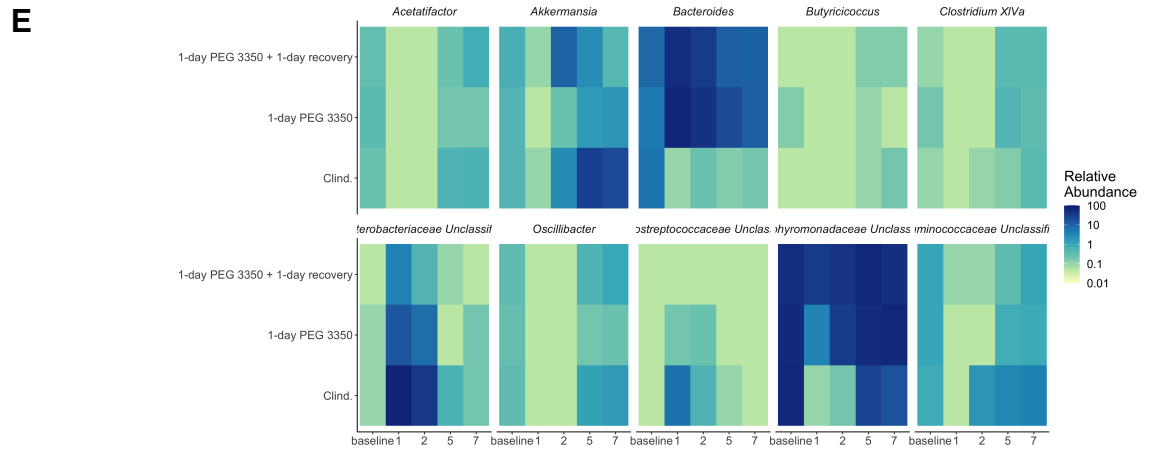 E
Acetatifactor Akkermansia Bacteroides Butyricicoccus Clostridium XlVa
1-day PEG 3350 + 1-day recovery
1-day PEG 3350
Clind.
Relative
Abundance
100
10
1
0.1
0.01
terobacteriaceae Unclassif Oscillibacter ostreptococcaceae Unclas phyromonadaceae Unclass minococcaceae Unclassifi
1-day PEG 3350 + 1-day recovery
1-day PEG 3350
Clind.
baseline 1 2 5 7 baseline 1 2 5 7 baseline 1 2 5 7 baseline 1 2 5 7 baseline 1 2 5 7